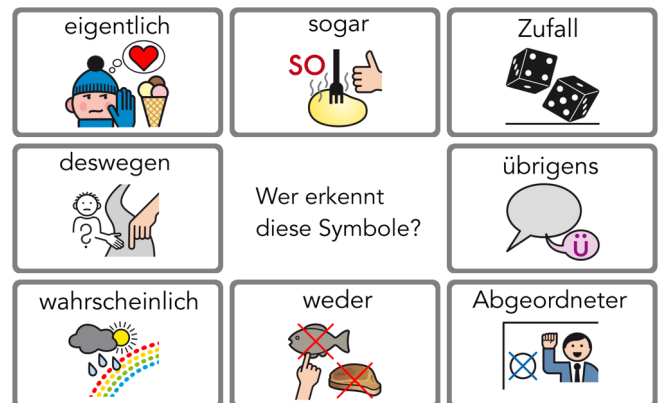 eigentlich
sogar
SO
Zufall
deswegen
?
Wer erkennt
diese Symbole?
übrigens
Ü
wahrscheinlich
weder
Abgeordneter